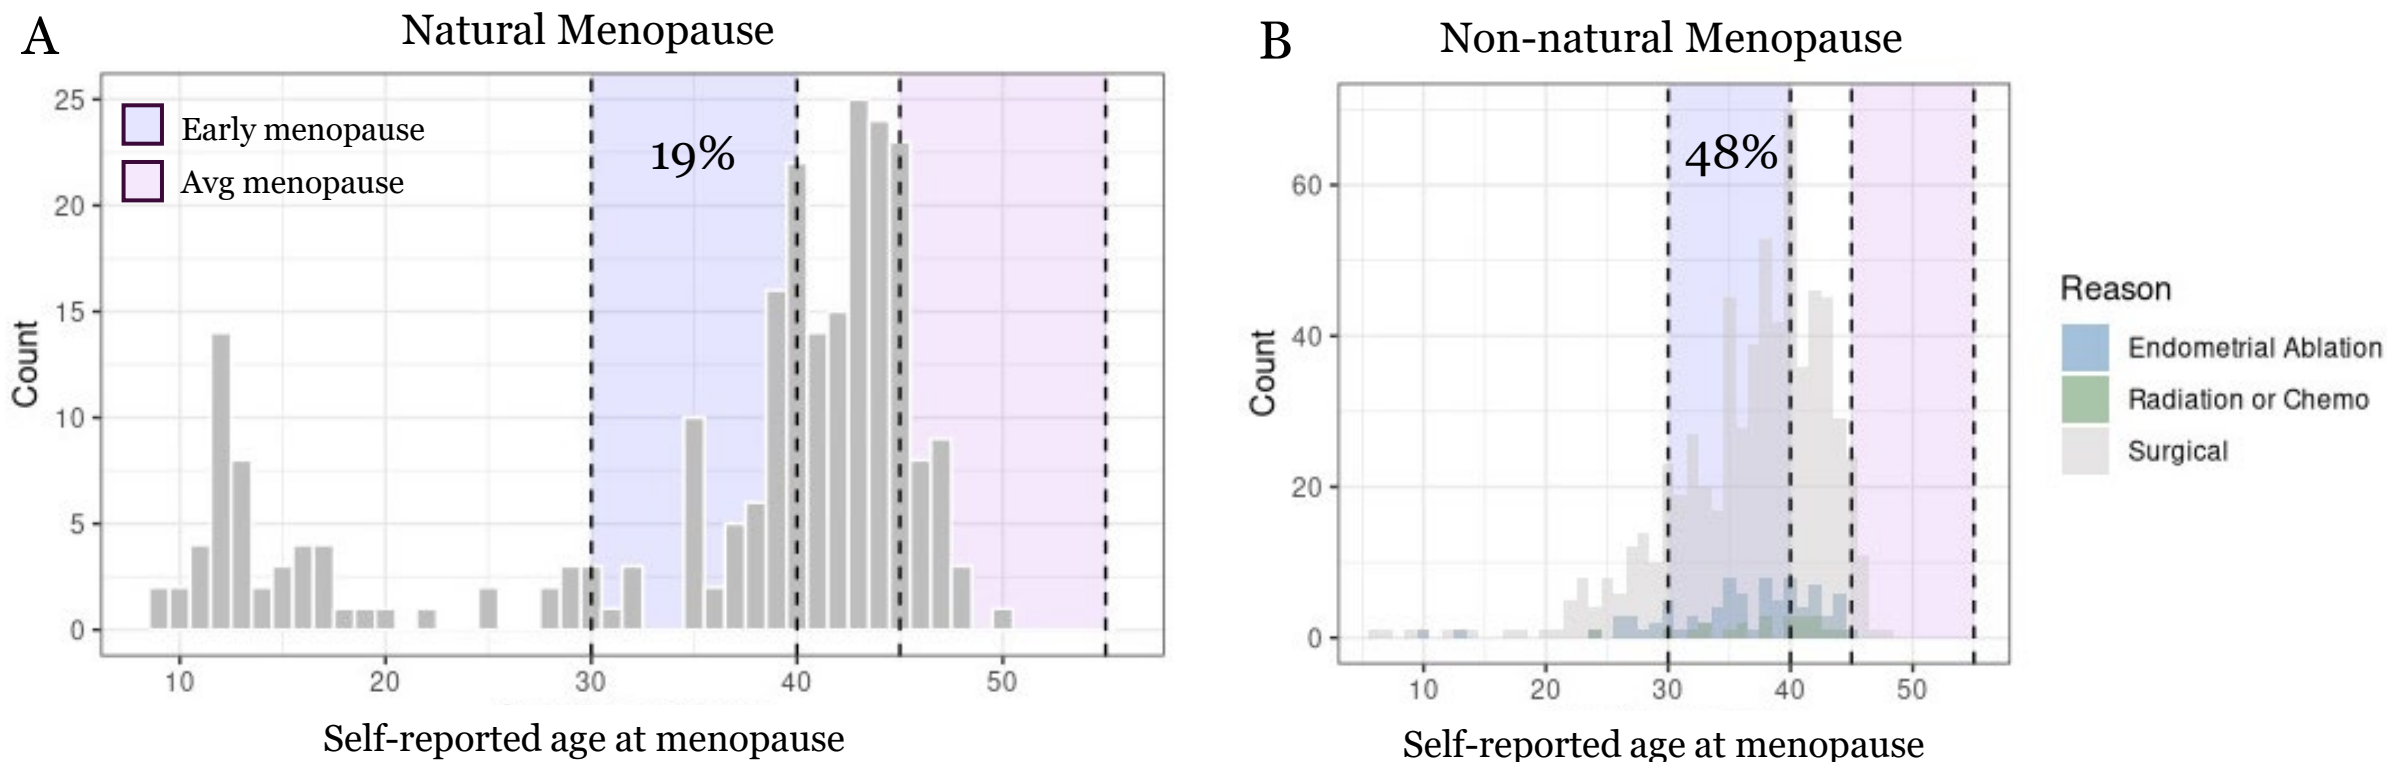 A
Natural Menopause
25
20
15
10
5
0
Count
Early menopause
Avg menopause
19%
10 20 30 40 50
Self-reported age at menopause
B
Non-natural Menopause
60
40
20
0
Count
48%
10 20 30 40 50
Self-reported age at menopause
Reason
Endometrial Ablation
Radiation or Chemo
Surgical